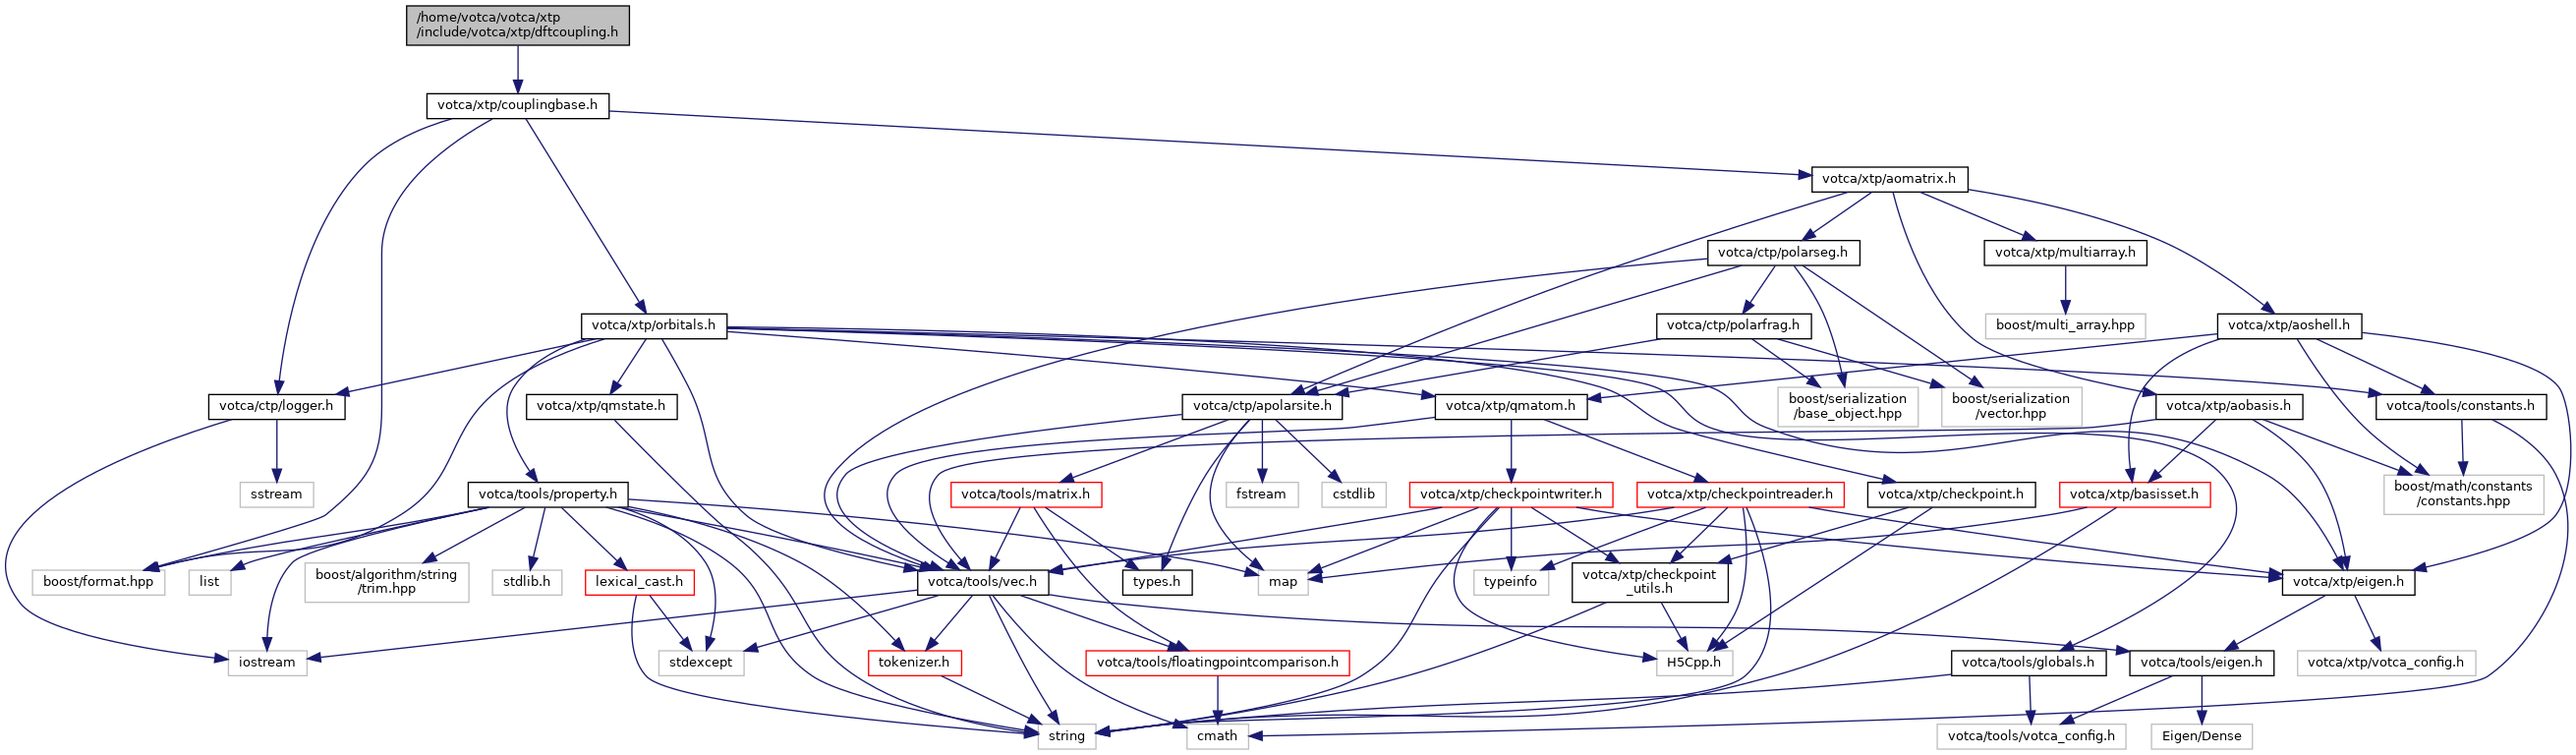 /home/votca/votca/xtp
/include/votca/xtp/dftcoupling.h
votca/xtp/couplingbase.h
votca/xtp/aomatrix.h
votca/ctp/polarseg.h
votca/xtp/multiarray.h
votca/xtp/orbitals.h
votca/ctp/polarfrag.h
boost/multi_array.hpp
votca/xtp/aoshell.h
votca/ctp/logger.h
votca/xtp/qmstate.h
votca/ctp/apolarsite.h
votca/xtp/qmatom.h
boost/serialization
/base_object.hpp
boost/serialization
/vector.hpp
votca/xtp/aobasis.h
votca/tools/constants.h
sstream
votca/tools/property.h
votca/tools/matrix.h
fstream
cstdlib
votca/xtp/checkpointwriter.h
votca/xtp/checkpointreader.h
votca/xtp/checkpoint.h
votca/xtp/basisset.h
boost/math/constants
/constants.hpp
boost/format.hpp
list
boost/algorithm/string
/trim.hpp
stdlib.h
lexical_cast.h
votca/tools/vec.h
types.h
map
typeinfo
votca/xtp/checkpoint
_utils.h
votca/xtp/eigen.h
iostream
stdexcept
tokenizer.h
votca/tools/floatingpointcomparison.h
H5Cpp.h
votca/tools/globals.h
votca/tools/eigen.h
votca/xtp/votca_config.h
string
cmath
votca/tools/votca_config.h
Eigen/Dense